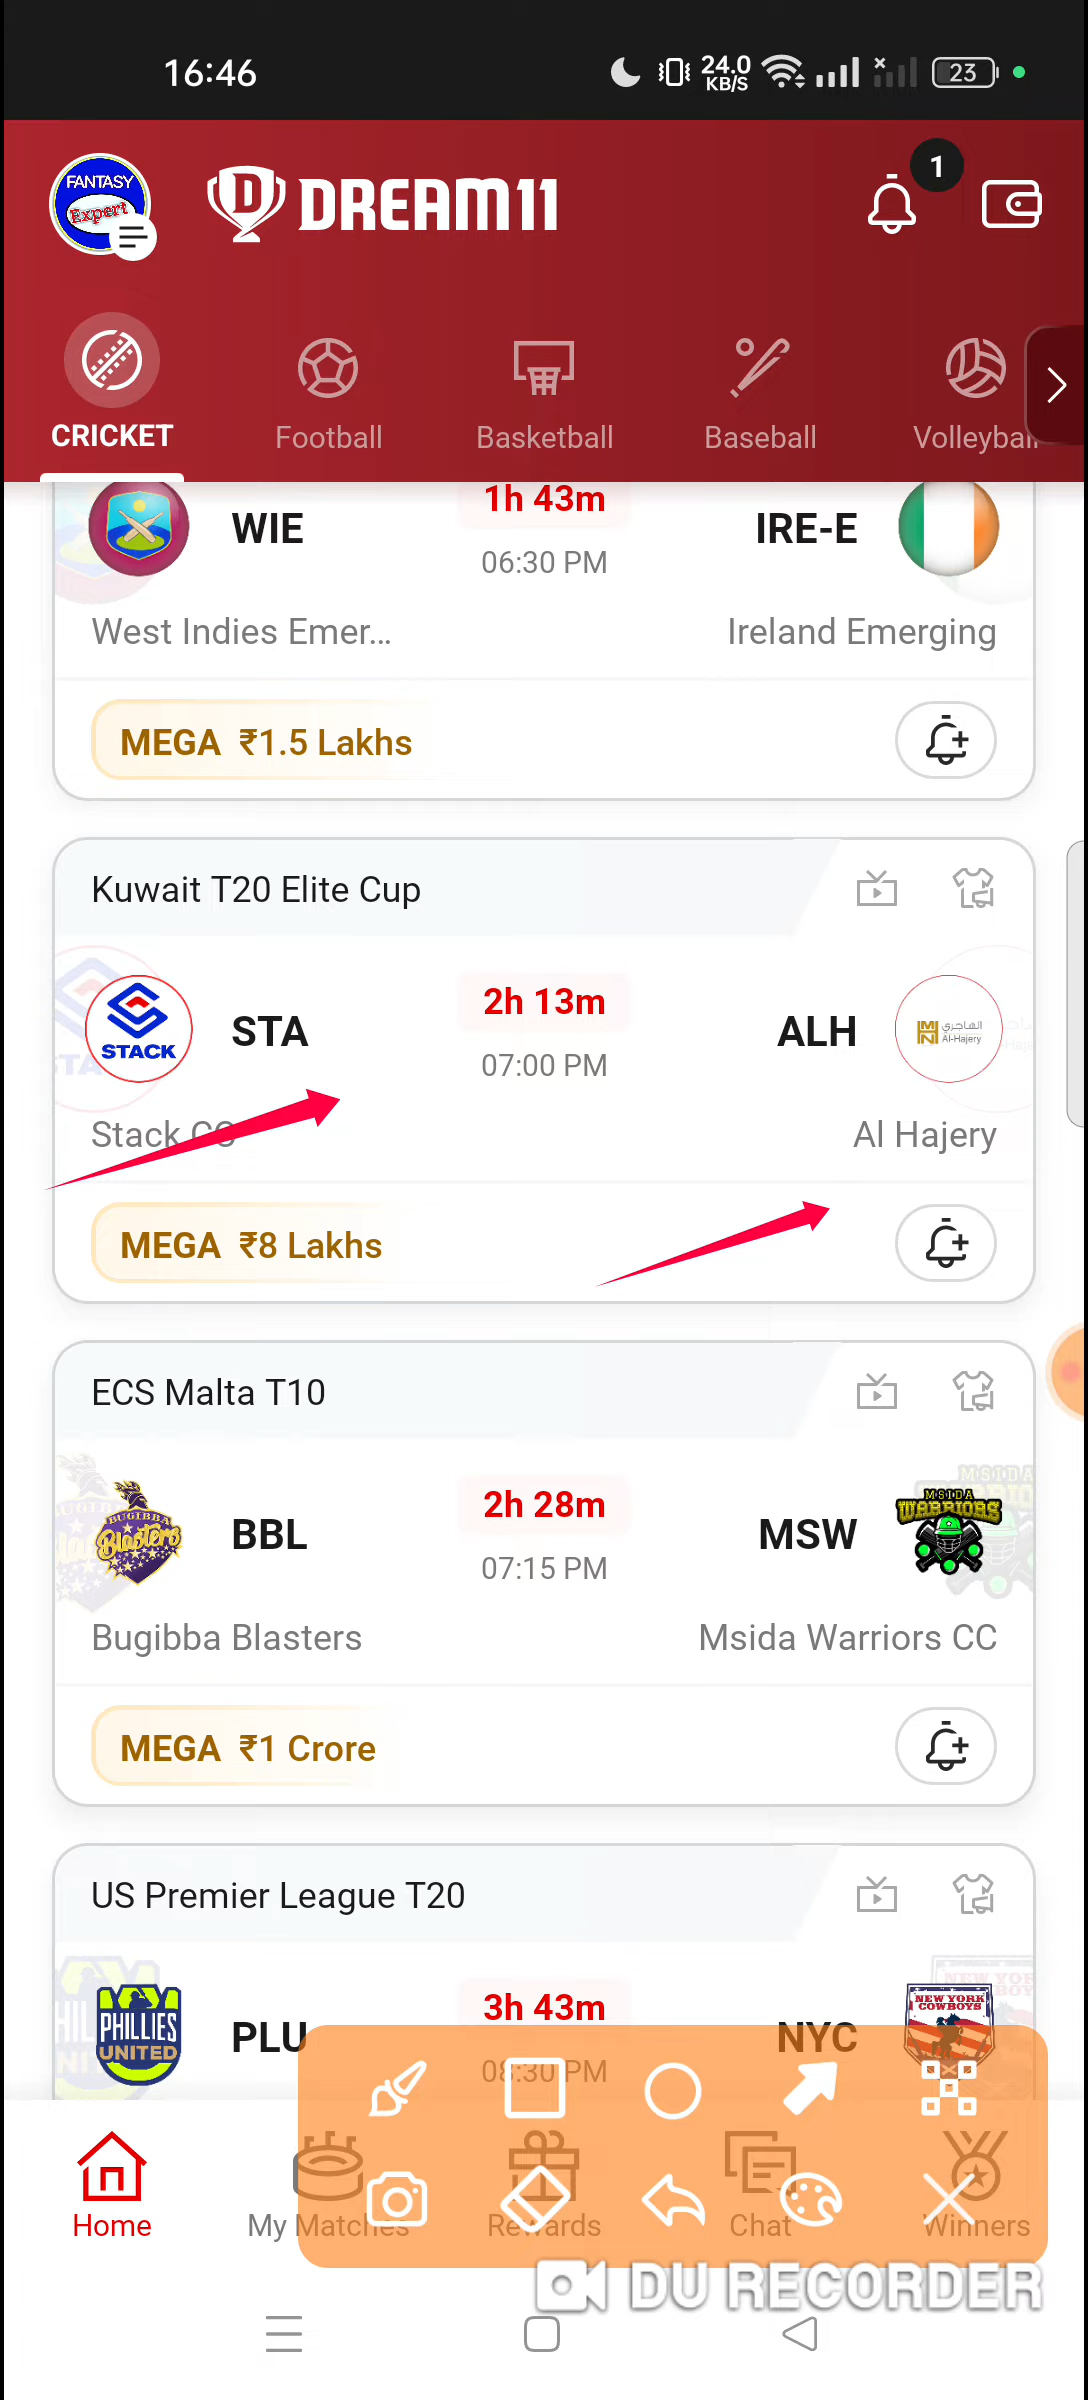 16:46
24.0
KB/S
23
FANTASY
Expert
DREAM11
1
CRICKET
Football
Basketball
Baseball
Volleyball
1h 43m
WIE
IRE-E
06:30 PM
West Indies Emer...
Ireland Emerging
MEGA ₹1.5 Lakhs
Kuwait T20 Elite Cup
2h 13m
STACK
STA
ALH
الهاجري
Al-Hajery
07:00 PM
Stack CC
Al Hajery
MEGA ₹8 Lakhs
ECS Malta T10
2h 28m
BUGIBBA
Blasters
BBL
MSW
MSIDA
WARRIORS
07:15 PM
Bugibba Blasters
Msida Warriors CC
MEGA ₹1 Crore
US Premier League T20
3h 43m
PHILLIES
UNITED
PLU
NYC
NEW YORK
COWBOYS
08:30 PM
Home
My Matches
Rewards
Chat
Winners
DU RECORDER